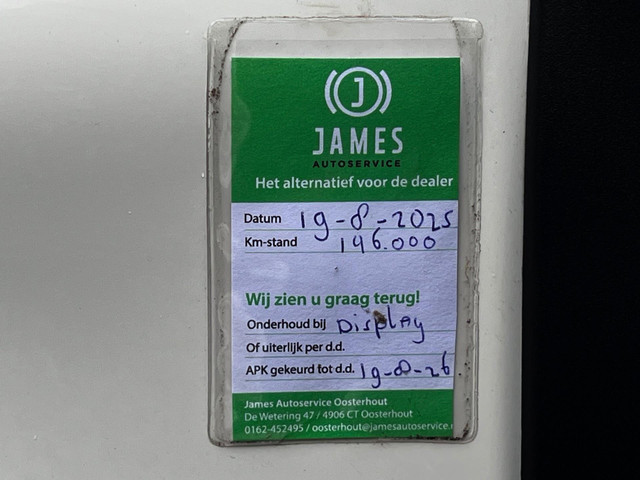 J
JAMES
AUTOSERVICE
Het alternatief voor de dealer
Datum 19-8-2025
Km-stand 146.000
Wij zien u graag terug!
Onderhoud bij Display
Of uiterlijk per d.d.
APK gekeurd tot d.d. 19-8-26
James Autoservice Oosterhout
De Wetering 47 / 4906 CT Oosterhout
0162-452495 / oosterhout@jamesautoservice.